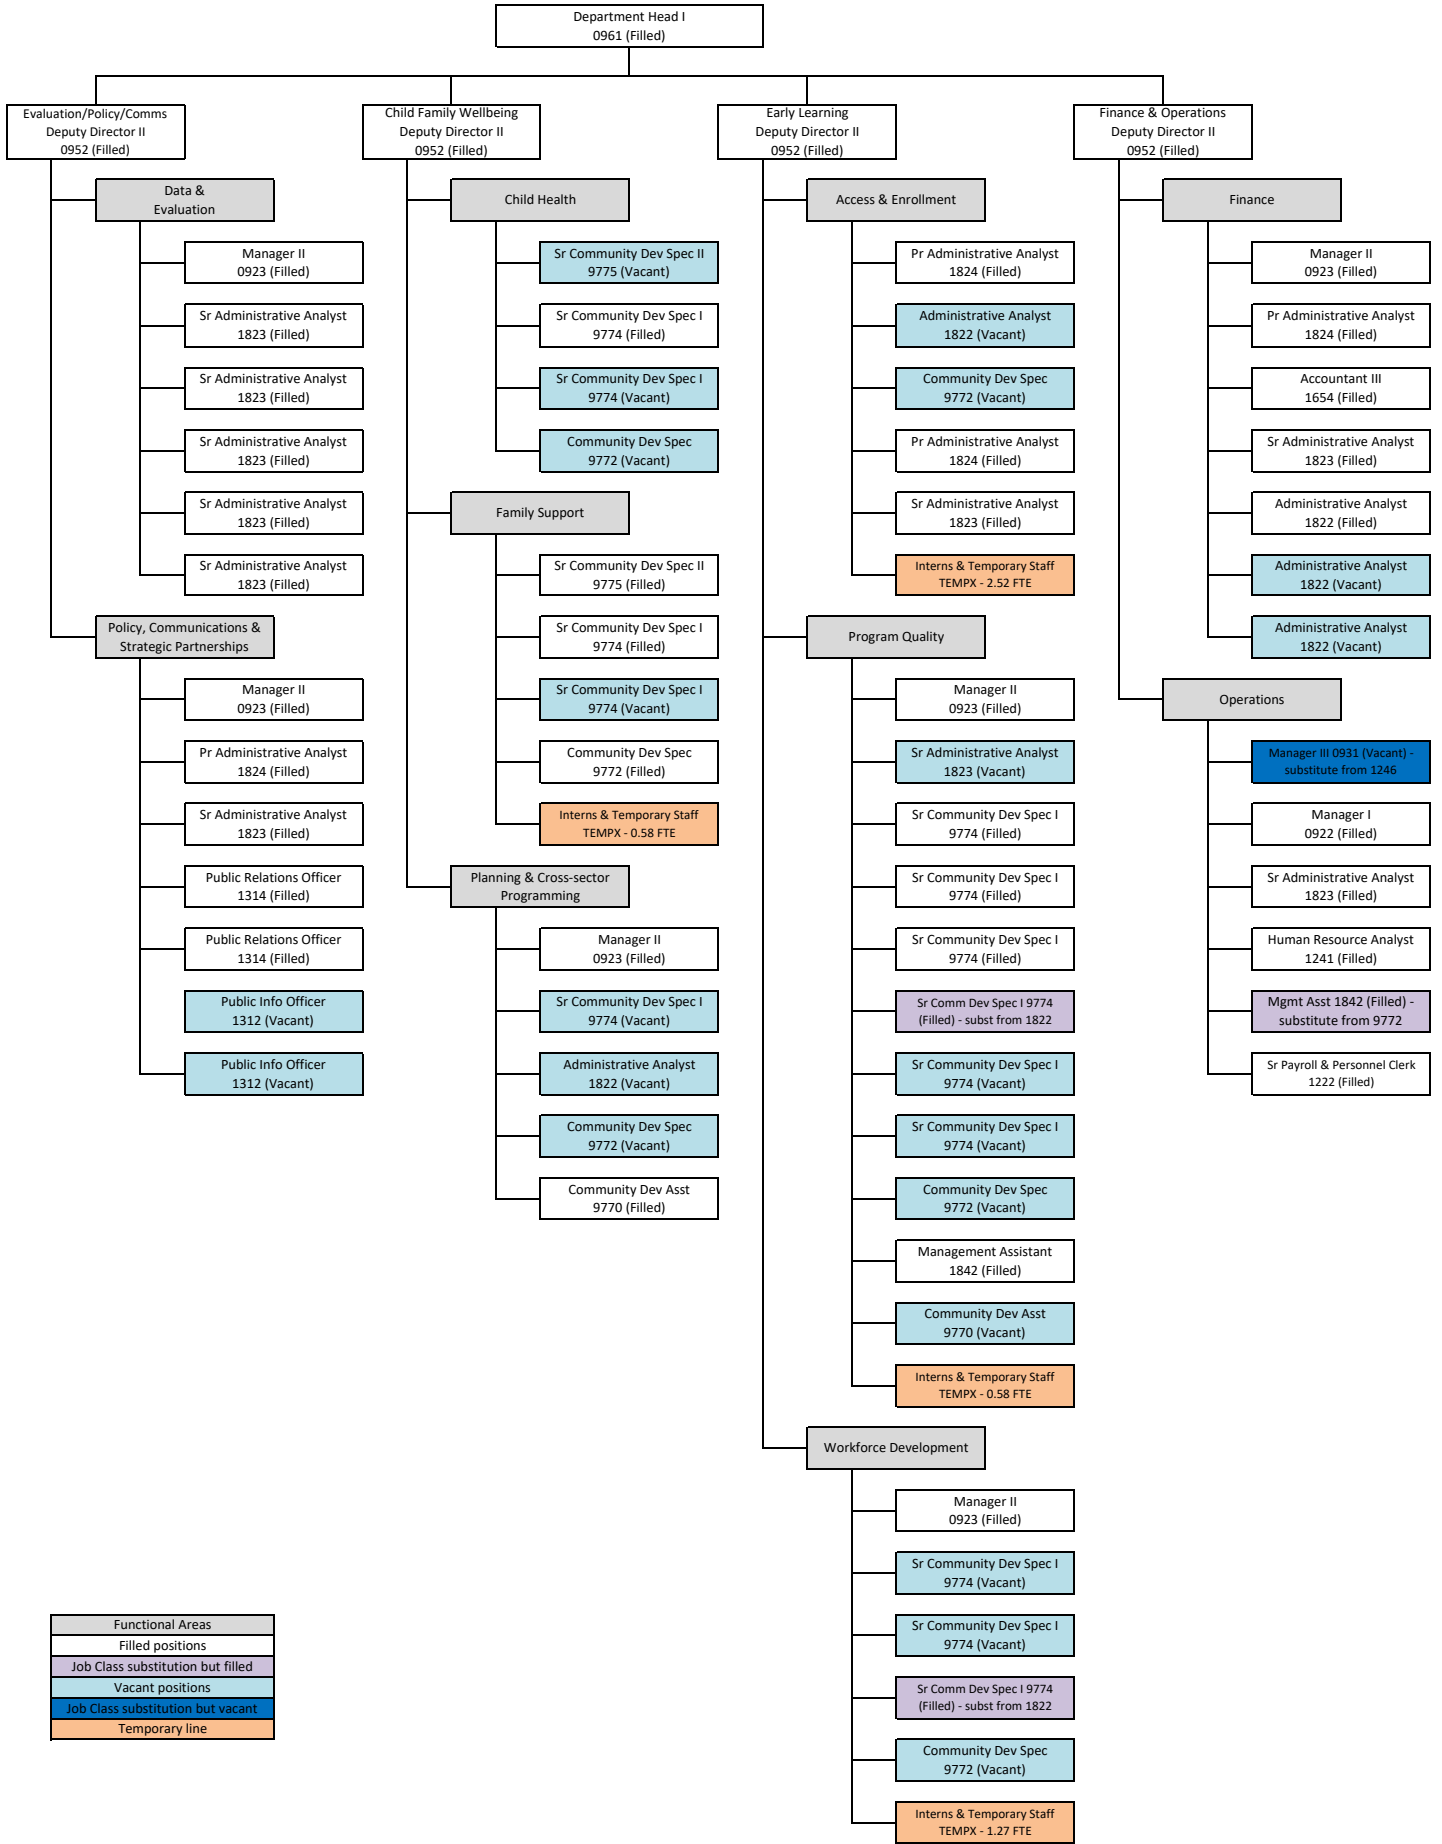 Department Head I
0961 (Filled)
Evaluation/Policy/Comms
Deputy Director II
0952 (Filled)
Data &
Evaluation
Manager II
0923 (Filled)
Sr Administrative Analyst
1823 (Filled)
Sr Administrative Analyst
1823 (Filled)
Sr Administrative Analyst
1823 (Filled)
Sr Administrative Analyst
1823 (Filled)
Sr Administrative Analyst
1823 (Filled)
Policy, Communications &
Strategic Partnerships
Manager II
0923 (Filled)
Pr Administrative Analyst
1824 (Filled)
Sr Administrative Analyst
1823 (Filled)
Public Relations Officer
1314 (Filled)
Public Relations Officer
1314 (Filled)
Public Info Officer
1312 (Vacant)
Public Info Officer
1312 (Vacant)
Child Family Wellbeing
Deputy Director II
0952 (Filled)
Child Health
Sr Community Dev Spec II
9775 (Vacant)
Sr Community Dev Spec I
9774 (Filled)
Sr Community Dev Spec I
9774 (Vacant)
Community Dev Spec
9772 (Vacant)
Family Support
Sr Community Dev Spec II
9775 (Filled)
Sr Community Dev Spec I
9774 (Filled)
Sr Community Dev Spec I
9774 (Vacant)
Community Dev Spec
9772 (Filled)
Interns & Temporary Staff
TEMPX - 0.58 FTE
Planning & Cross-sector
Programming
Manager II
0923 (Filled)
Sr Community Dev Spec I
9774 (Vacant)
Administrative Analyst
1822 (Vacant)
Community Dev Spec
9772 (Vacant)
Community Dev Asst
9770 (Filled)
Early Learning
Deputy Director II
0952 (Filled)
Access & Enrollment
Pr Administrative Analyst
1824 (Filled)
Administrative Analyst
1822 (Vacant)
Community Dev Spec
9772 (Vacant)
Pr Administrative Analyst
1824 (Filled)
Sr Administrative Analyst
1823 (Filled)
Interns & Temporary Staff
TEMPX - 2.52 FTE
Program Quality
Manager II
0923 (Filled)
Sr Administrative Analyst
1823 (Vacant)
Sr Community Dev Spec I
9774 (Filled)
Sr Community Dev Spec I
9774 (Filled)
Sr Community Dev Spec I
9774 (Filled)
Sr Comm Dev Spec I 9774
(Filled) - subst from 1822
Sr Community Dev Spec I
9774 (Vacant)
Sr Community Dev Spec I
9774 (Vacant)
Community Dev Spec
9772 (Vacant)
Management Assistant
1842 (Filled)
Community Dev Asst
9770 (Vacant)
Interns & Temporary Staff
TEMPX - 0.58 FTE
Workforce Development
Manager II
0923 (Filled)
Sr Community Dev Spec I
9774 (Vacant)
Sr Community Dev Spec I
9774 (Vacant)
Sr Comm Dev Spec I 9774
(Filled) - subst from 1822
Community Dev Spec
9772 (Vacant)
Interns & Temporary Staff
TEMPX - 1.27 FTE
Finance & Operations
Deputy Director II
0952 (Filled)
Finance
Manager II
0923 (Filled)
Pr Administrative Analyst
1824 (Filled)
Accountant III
1654 (Filled)
Sr Administrative Analyst
1823 (Filled)
Administrative Analyst
1822 (Filled)
Administrative Analyst
1822 (Vacant)
Administrative Analyst
1822 (Vacant)
Operations
Manager III 0931 (Vacant) -
substitute from 1246
Manager I
0922 (Filled)
Sr Administrative Analyst
1823 (Filled)
Human Resource Analyst
1241 (Filled)
Mgmt Asst 1842 (Filled) -
substitute from 9772
Sr Payroll & Personnel Clerk
1222 (Filled)
Functional Areas
Filled positions
Job Class substitution but filled
Vacant positions
Job Class substitution but vacant
Temporary line